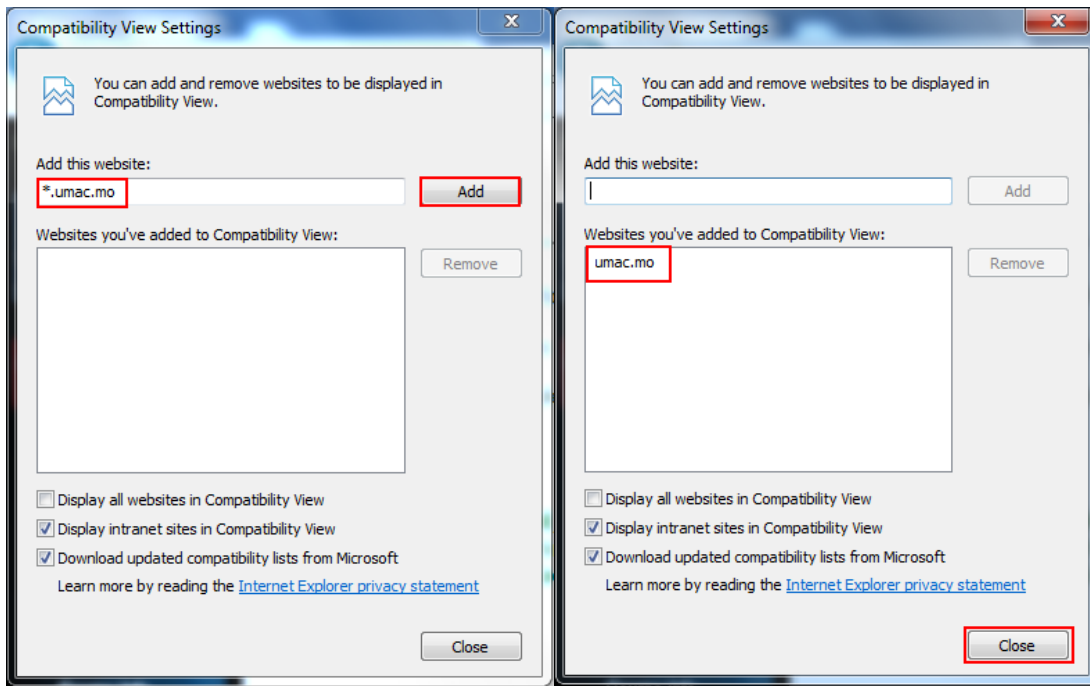 Compatibility View Settings
X
You can add and remove websites to be displayed in
Compatibility View.
Add this website:
*.umac.mo
Add
Websites you've added to Compatibility View:
Remove
Display all websites in Compatibility View
Display intranet sites in Compatibility View
Download updated compatibility lists from Microsoft
Learn more by reading the Internet Explorer privacy statement
Close
Compatibility View Settings
X
You can add and remove websites to be displayed in
Compatibility View.
Add this website:
Add
Websites you've added to Compatibility View:
umac.mo
Remove
Display all websites in Compatibility View
Display intranet sites in Compatibility View
Download updated compatibility lists from Microsoft
Learn more by reading the Internet Explorer privacy statement
Close